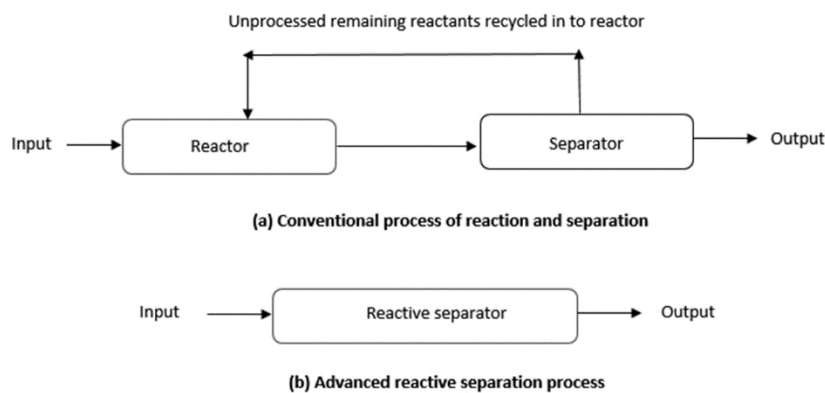 Unprocessed remaining reactants recycled in to reactor
Input
Reactor
Separator
Output
(a) Conventional process of reaction and separation
Input
Reactive separator
Output
(b) Advanced reactive separation process